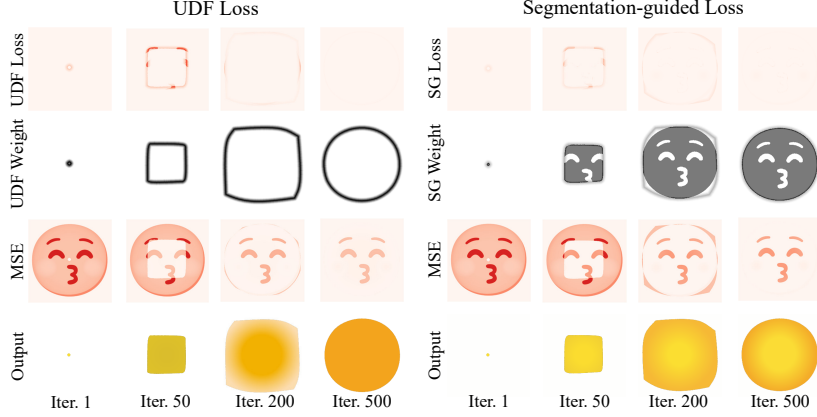 UDF Loss
Segmentation-guided Loss
UDF Loss
SG Loss
UDF Weight
SG Weight
MSE
MSE
Output
Output
Iter. 1
Iter. 50
Iter. 200
Iter. 500
Iter. 1
Iter. 50
Iter. 200
Iter. 500